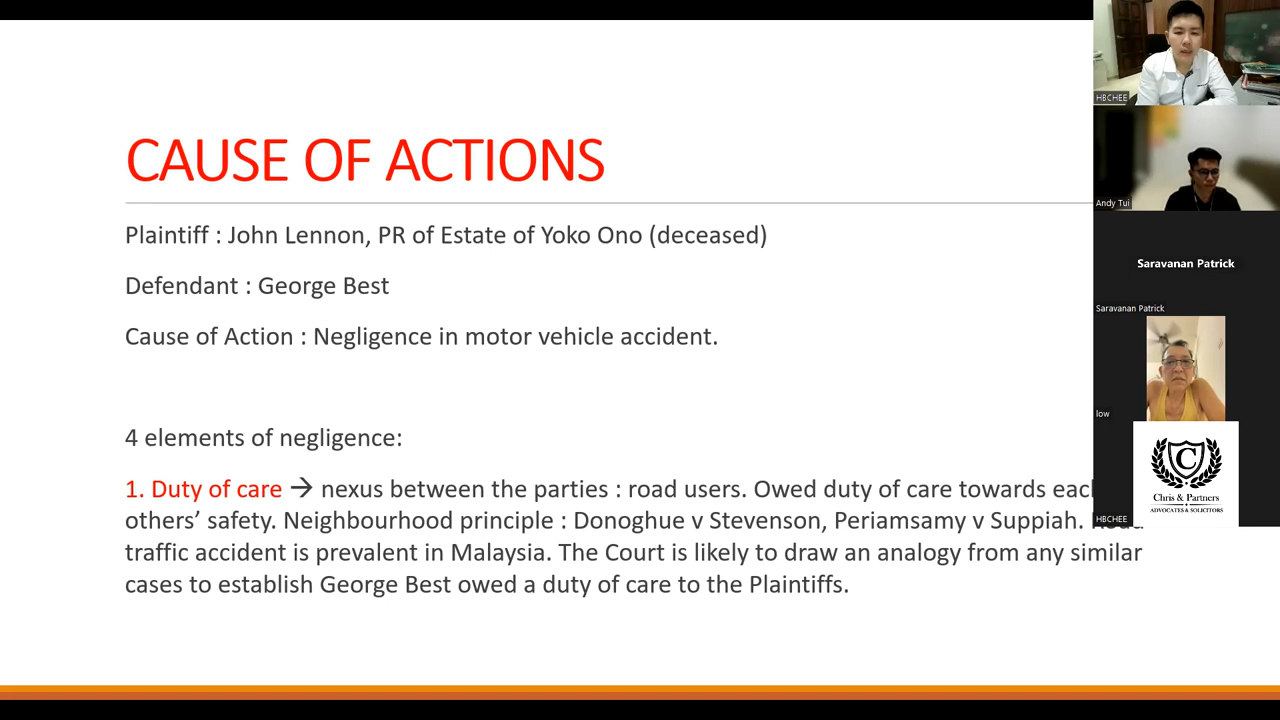 CAUSE OF ACTIONS
Plaintiff : John Lennon, PR of Estate of Yoko Ono (deceased)
Defendant : George Best
Cause of Action : Negligence in motor vehicle accident.
4 elements of negligence:
1. Duty of care → nexus between the parties : road users. Owed duty of care towards
others’ safety. Neighbourhood principle : Donoghue v Stevenson, Periamsamy v Suppiah.
traffic accident is prevalent in Malaysia. The Court is likely to draw an analogy from any similar
cases to establish George Best owed a duty of care to the Plaintiffs.
HBCHEE
Andy Tui
Saravanan Patrick
Saravanan Patrick
low
C
Chris & Partners
ADVOCATES & SOLICITORS
HBCHEE